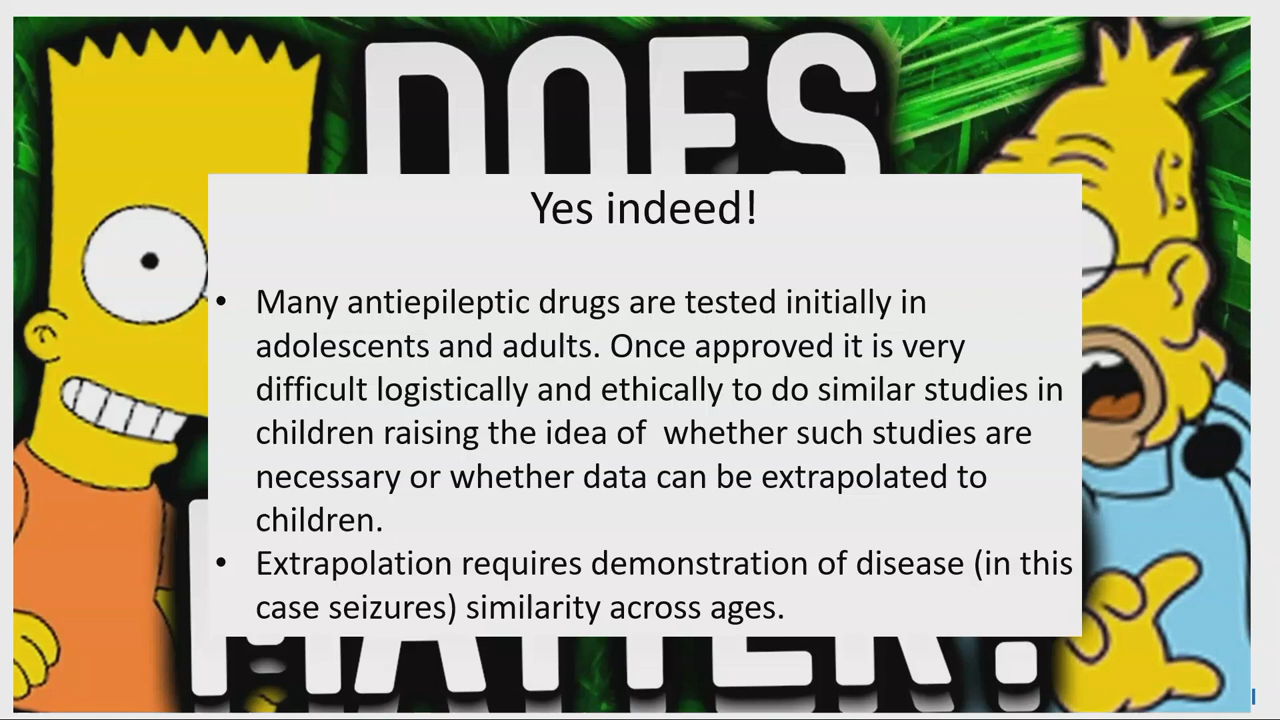 DOES
Yes indeed!
• Many antiepileptic drugs are tested initially in
adolescents and adults. Once approved it is very
difficult logistically and ethically to do similar studies in
children raising the idea of  whether such studies are
necessary or whether data can be extrapolated to
children.
• Extrapolation requires demonstration of disease (in this
case seizures) similarity across ages.
MATTER?